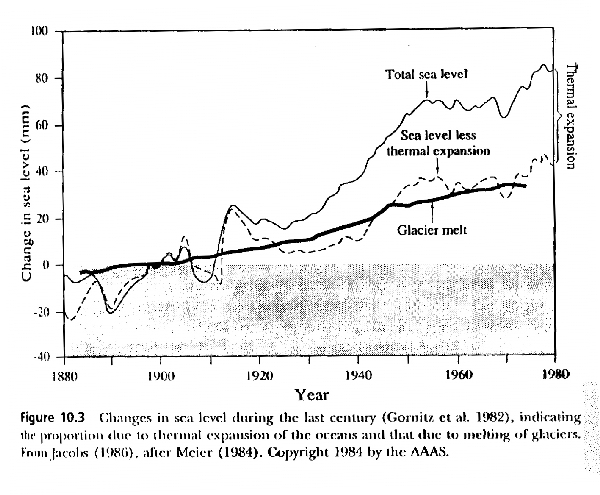 100
80
60
40
20
0
-20
-40
Change in sea level (mm)
Total sea level
Sea level less
thermal expansion
Glacier melt
Thermal expansion
1880 1900 1920 1940 1960 1980
Year
Figure 10.3 Changes in sea level during the last century (Gornitz et al. 1982), indicating
the proportion due to thermal expansion of the oceans and that due to melting of glaciers.
From Jacobs (1986), after Meier (1984). Copyright 1984 by the AAAS.